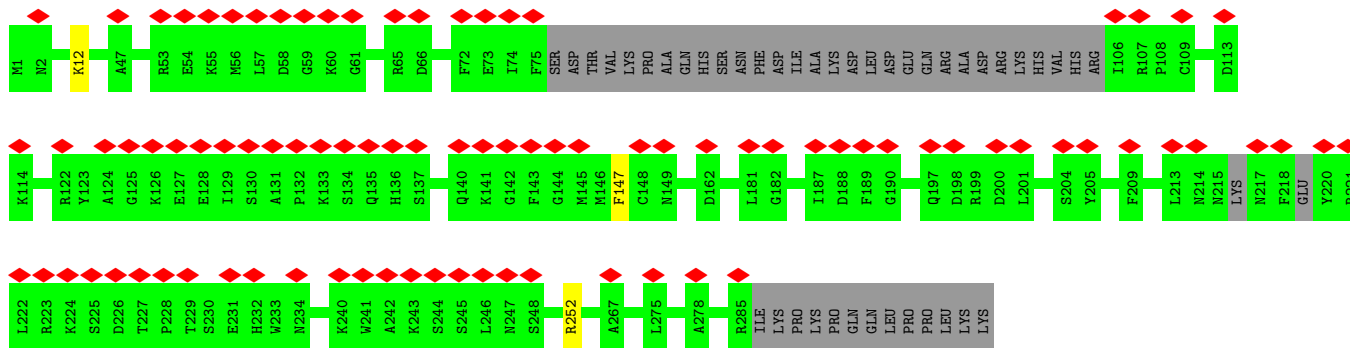 M1 N2 K12 A47 R53 E54 K55 M56 L57 D58 G59 K60 G61 R65 D66 F72 E73 I74 F75 SER ASP THR VAL LYS PRO ALA GLN HIS SER ASN PHE ASP ILE ALA LYS ASP LEU ASP GLU GLN ARG ALA ASP ARG LYS HIS VAL HIS ARG I106 R107 P108 C109 D113
K114 R122 Y123 A124 G125 K126 E127 E128 I129 S130 A131 P132 K133 S134 Q135 H136 S137 Q140 K141 G142 F143 G144 M145 M146 F147 C148 N149 D162 L181 G182 I187 D188 F189 G190 Q197 D198 R199 D200 L201 S204 Y205 F209 L213 N214 N215 LYS N217 F218 GLU Y220
L222 R223 K224 S225 D226 T227 P228 T229 S230 E231 H232 W233 N234 K240 W241 A242 K243 S244 S245 L246 N247 S248 R252 A267 L275 A278 R285 ILE LYS PRO LYS PRO GLN GLN LEU PRO PRO LEU LYS LYS